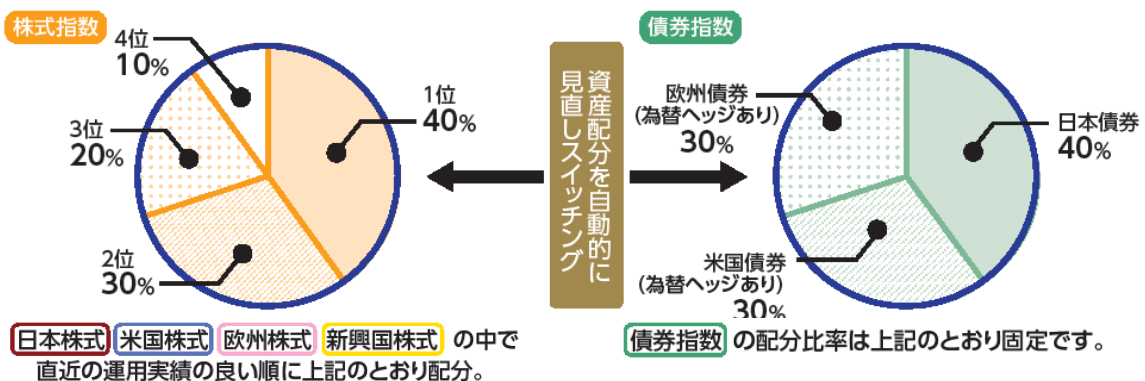 株式指数
4位
10%
1位
40%
3位
20%
2位
30%
日本株式 米国株式 欧州株式 新興国株式 の中で
直近の運用実績の良い順に上記のとおり配分。
資産配分を自動的に
見直しスイッチング
債券指数
欧州債券
(為替ヘッジあり)
30%
日本債券
40%
米国債券
(為替ヘッジあり)
30%
債券指数 の配分比率は上記のとおり固定です。